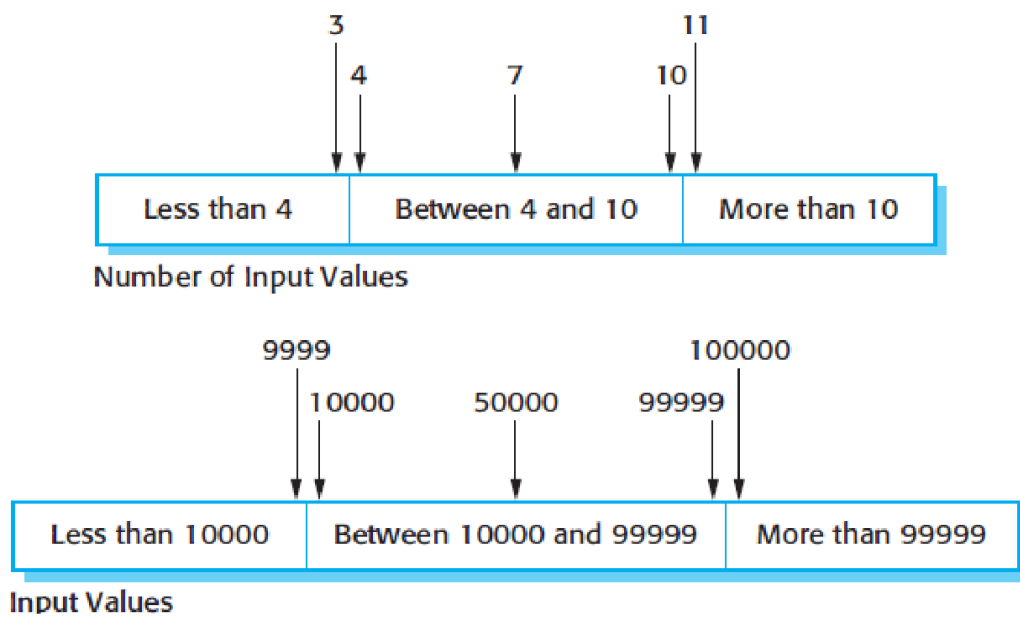 3 11
4 7 10
Less than 4 Between 4 and 10 More than 10
Number of Input Values
9999 100000
10000 50000 99999
Less than 10000 Between 10000 and 99999 More than 99999
Input Values